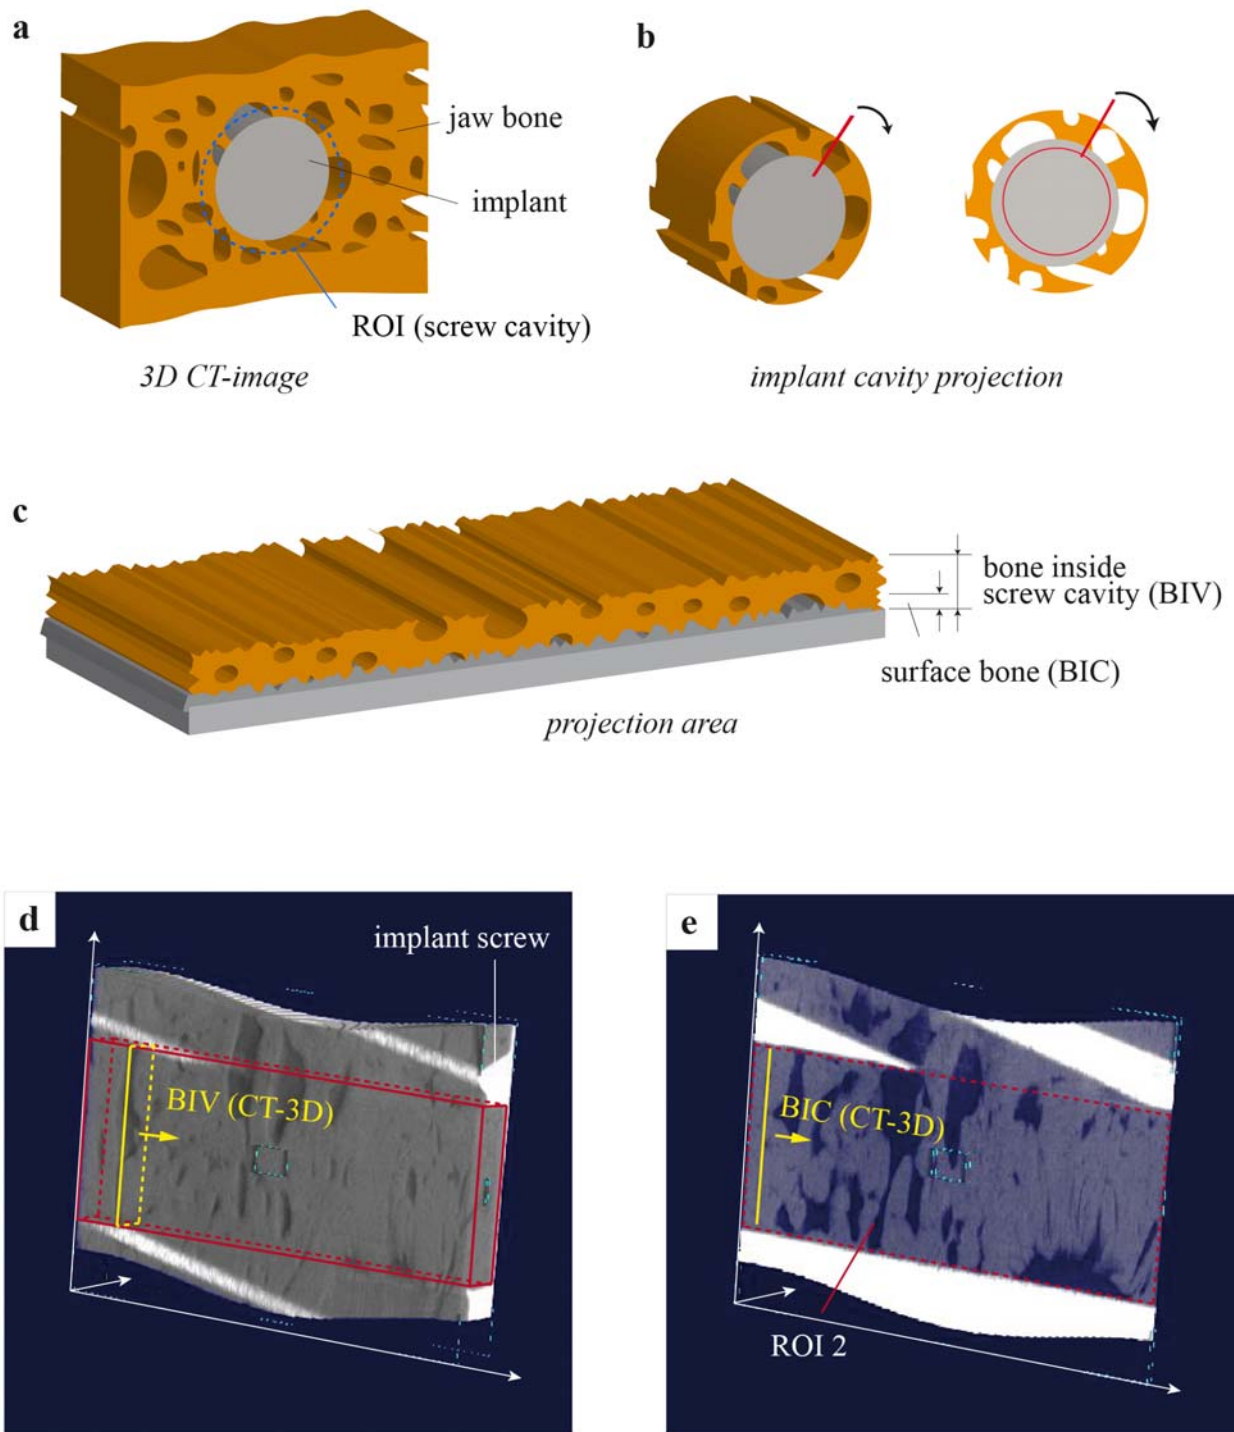 a
jaw bone
implant
ROI (screw cavity)
3D CT-image
b
implant cavity projection
c
bone inside
screw cavity (BIV)
surface bone (BIC)
projection area
d
implant screw
BIV (CT-3D)
e
BIC (CT-3D)
ROI 2